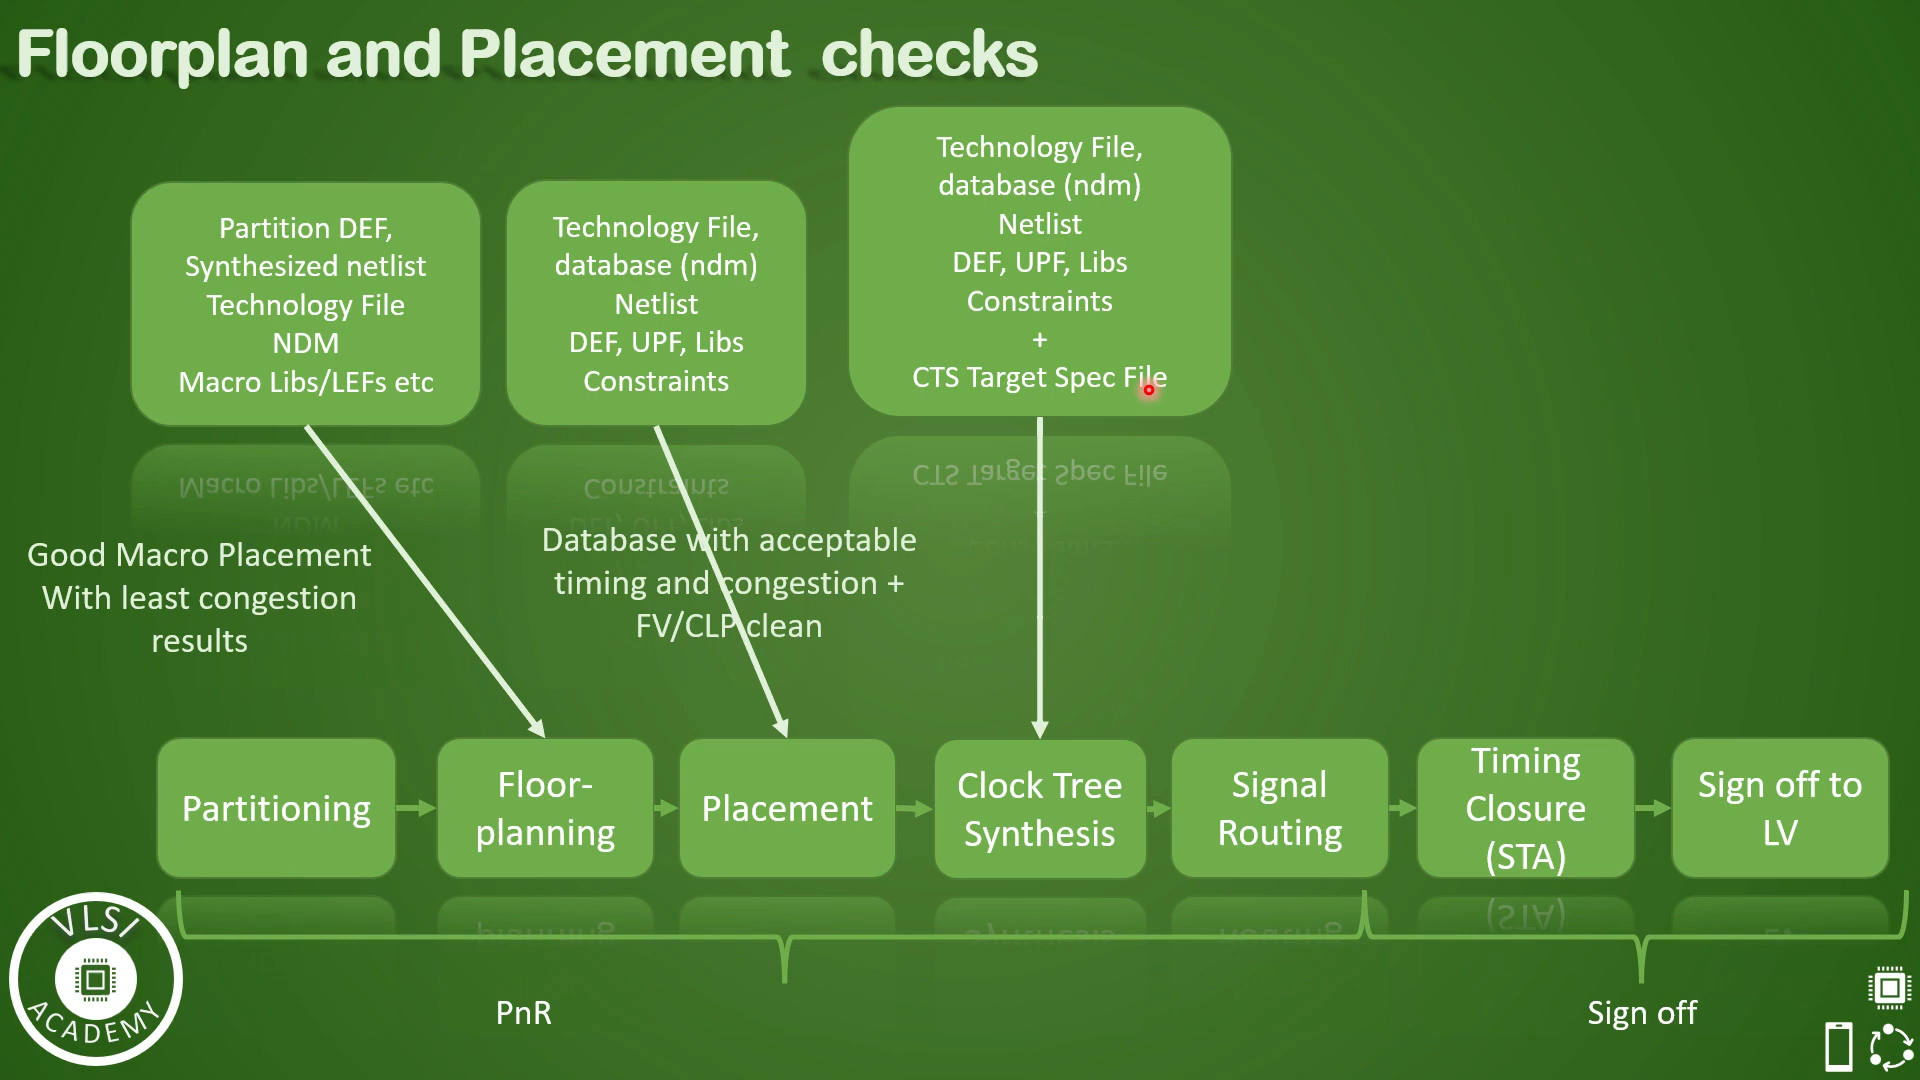 Floorplan and Placement checks
Partition DEF,
Synthesized netlist
Technology File
NDM
Macro Libs/LEFs etc
Technology File,
database (ndm)
Netlist
DEF, UPF, Libs
Constraints
Technology File,
database (ndm)
Netlist
DEF, UPF, Libs
Constraints
+
CTS Target Spec File
Good Macro Placement
With least congestion
results
Database with acceptable
timing and congestion +
FV/CLP clean
Partitioning
Floor-
planning
Placement
Clock Tree
Synthesis
Signal
Routing
Timing
Closure
(STA)
Sign off to
LV
PnR
Sign off
VLSI
ACADEMY